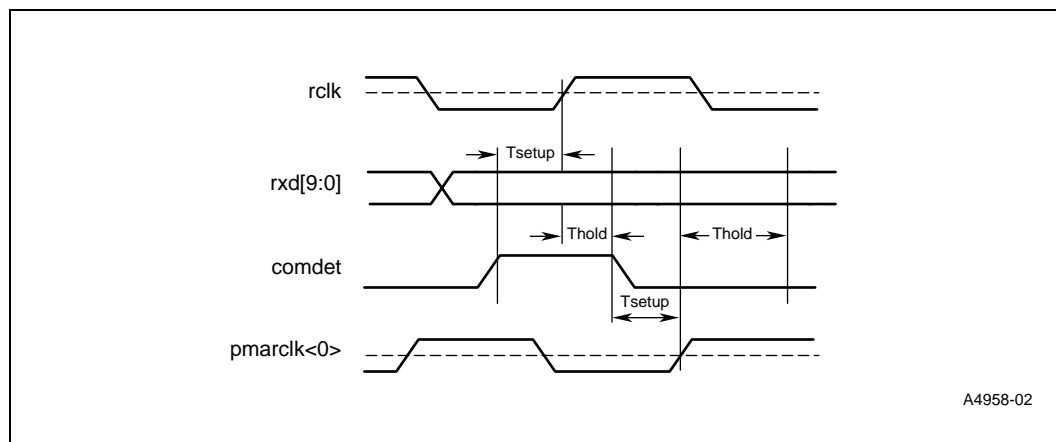 rclk
Tsetup
rxd[9:0]
Thold
Thold
comdet
Tsetup
pmarclk<0>
A4958-02